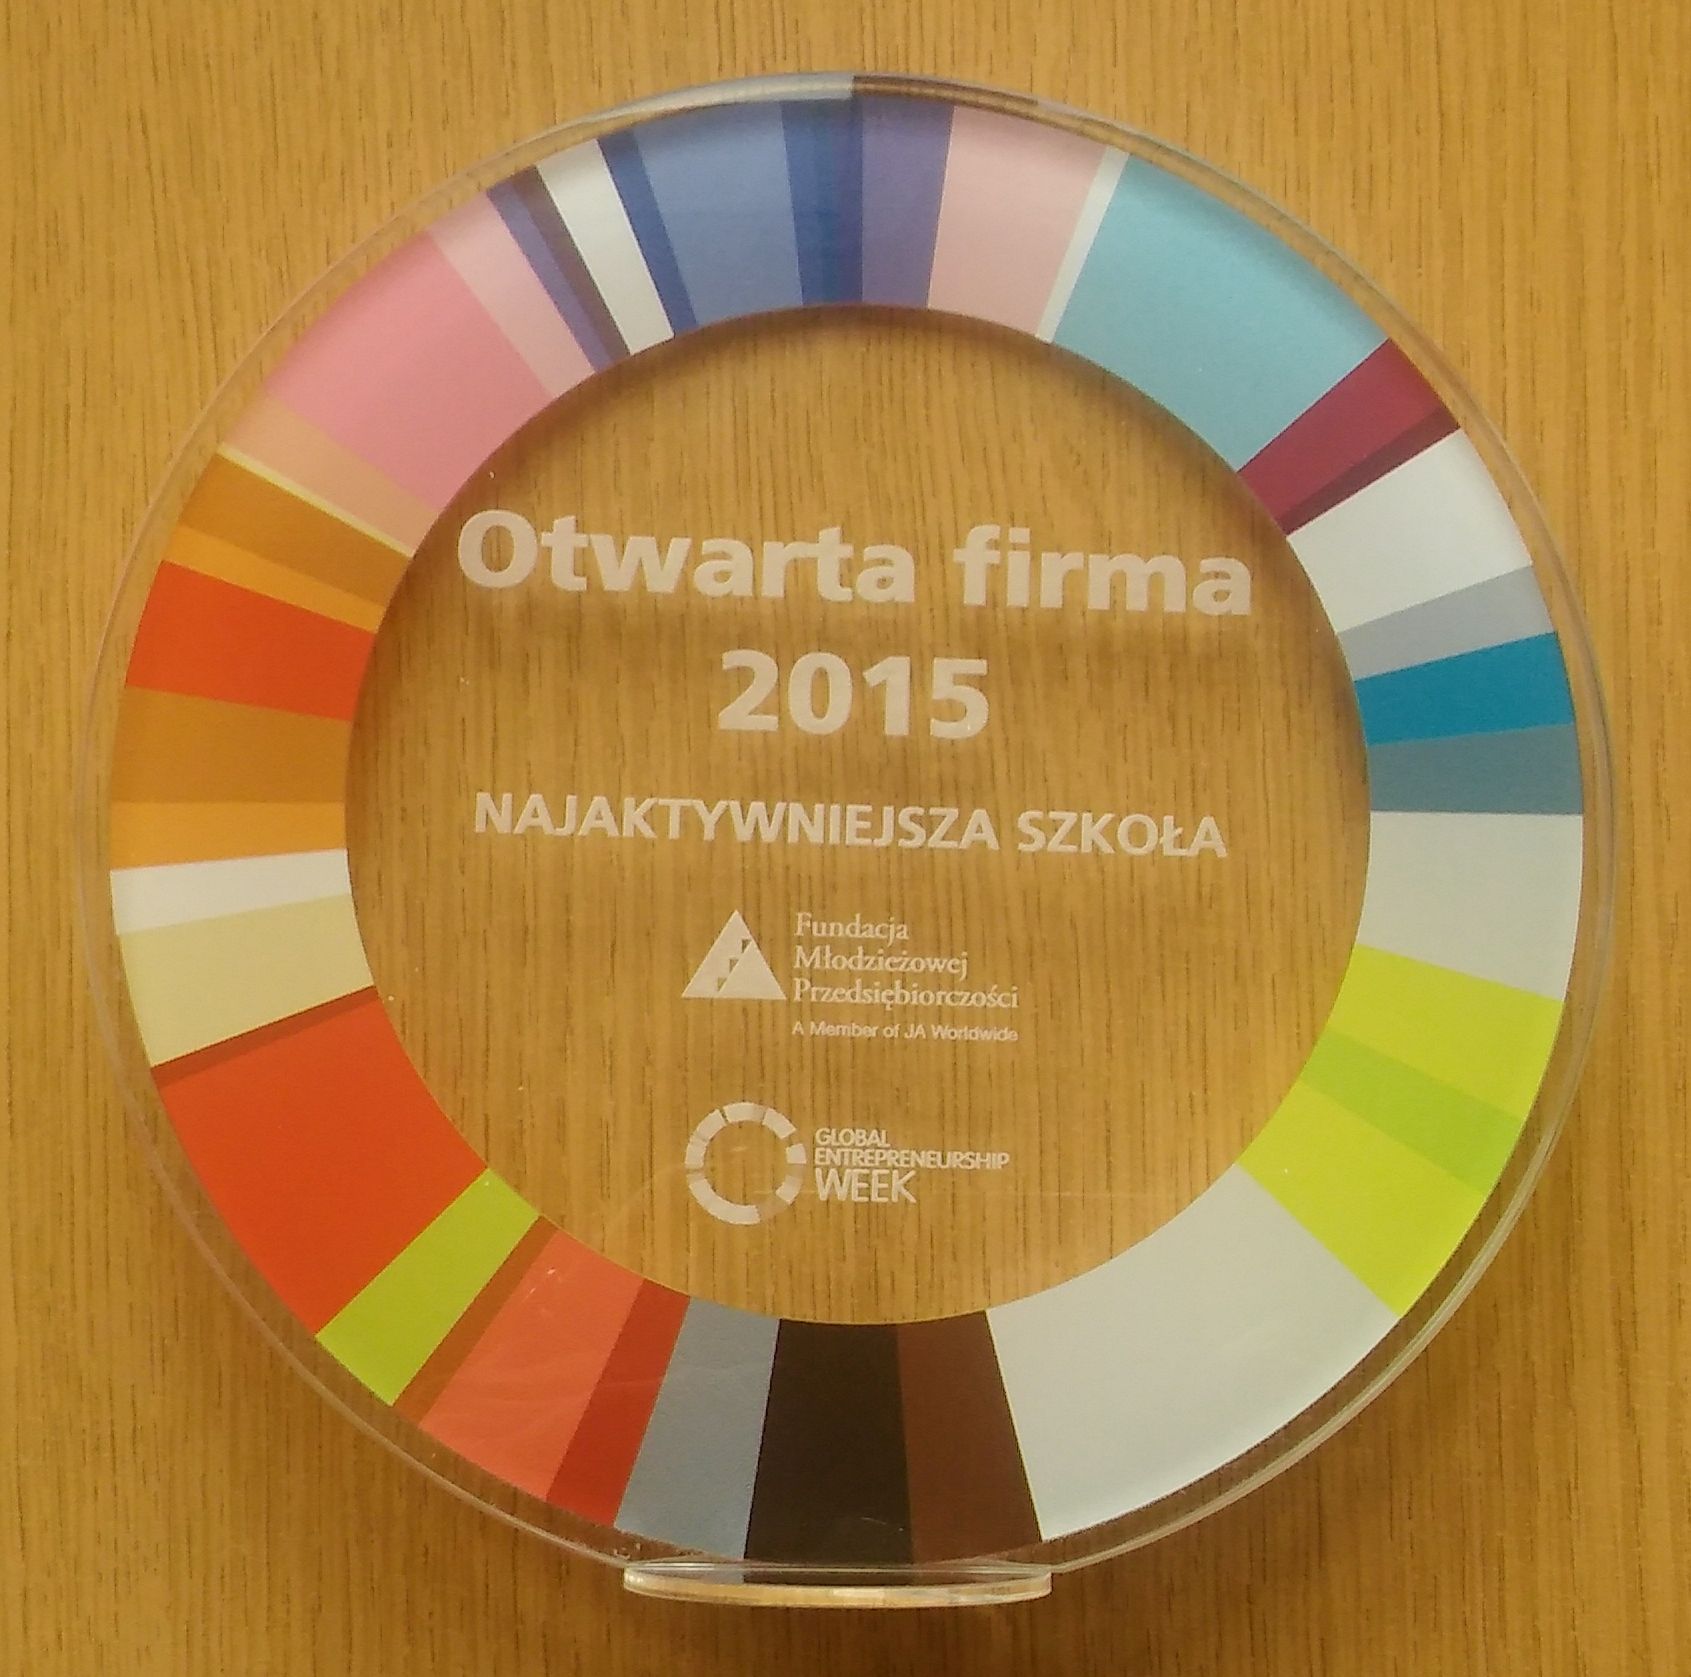 Otwarta firma
2015
NAJAKTYWNIEJSZA SZKOŁA
Fundacja
Młodzieżowej
Przedsiębiorczości
A Member of JA Worldwide
GLOBAL
ENTREPRENEURSHIP
WEEK